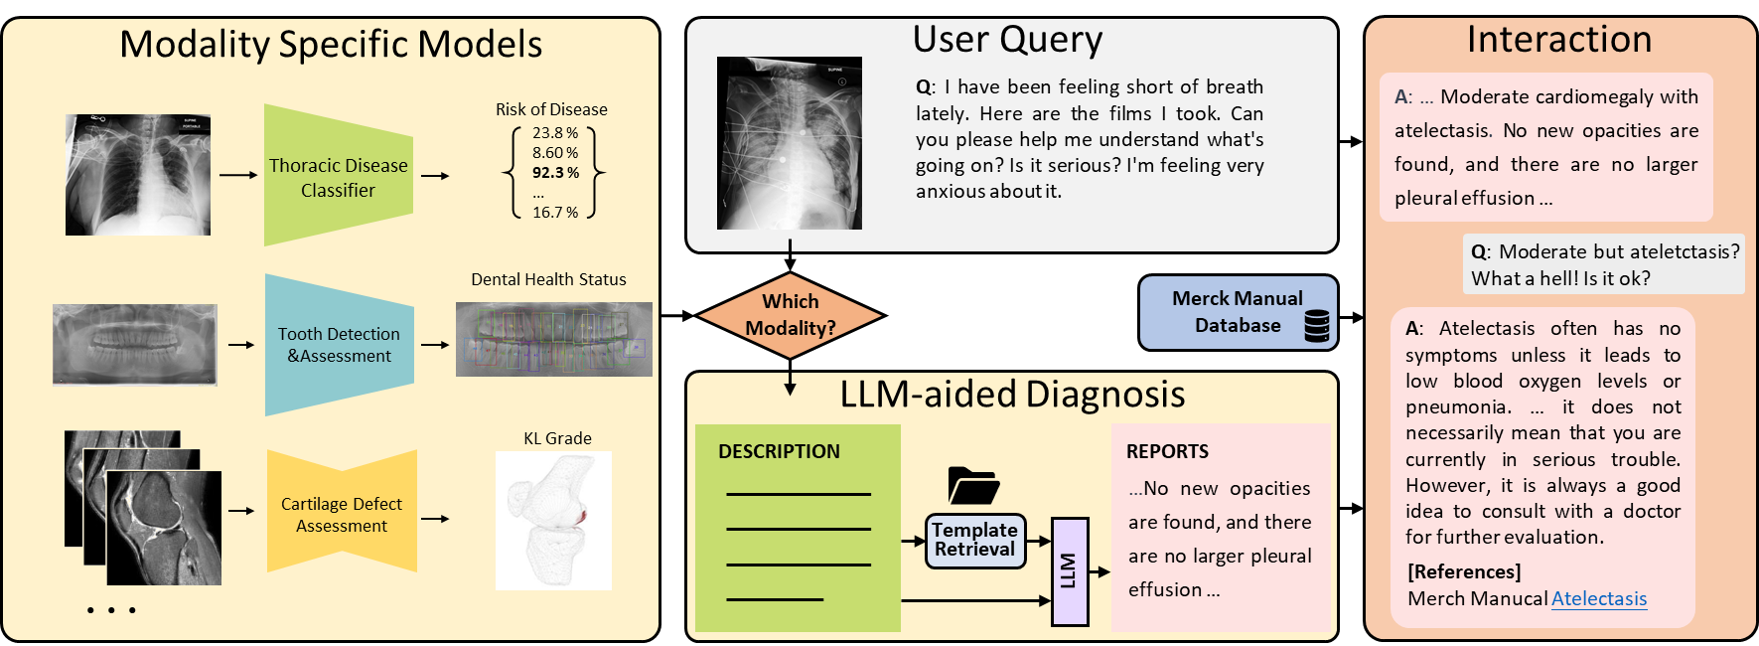 Modality Specific Models
Risk of Disease
23.8 %
8.60 %
92.3 %
...
16.7 %
Thoracic Disease
Classifier
Dental Health Status
Tooth Detection
&Assessment
KL Grade
Cartilage Defect
Assessment
. . .
User Query
Q: I have been feeling short of breath
lately. Here are the films I took. Can
you please help me understand what's
going on? Is it serious? I'm feeling very
anxious about it.
Which
Modality?
Merck Manual
Database
LLM-aided Diagnosis
DESCRIPTION
Template
Retrieval
LLM
REPORTS
...No new opacities
are found, and there
are no larger pleural
effusion ...
Interaction
A: ... Moderate cardiomegaly with
atelectasis. No new opacities are
found, and there are no larger
pleural effusion ...
Q: Moderate but ateletctasis?
What a hell! Is it ok?
A: Atelectasis often has no
symptoms unless it leads to
low blood oxygen levels or
pneumonia. ... it does not
necessarily mean that you are
currently in serious trouble.
However, it is always a good
idea to consult with a doctor
for further evaluation.
[References]
Merch Manucal Atelectasis